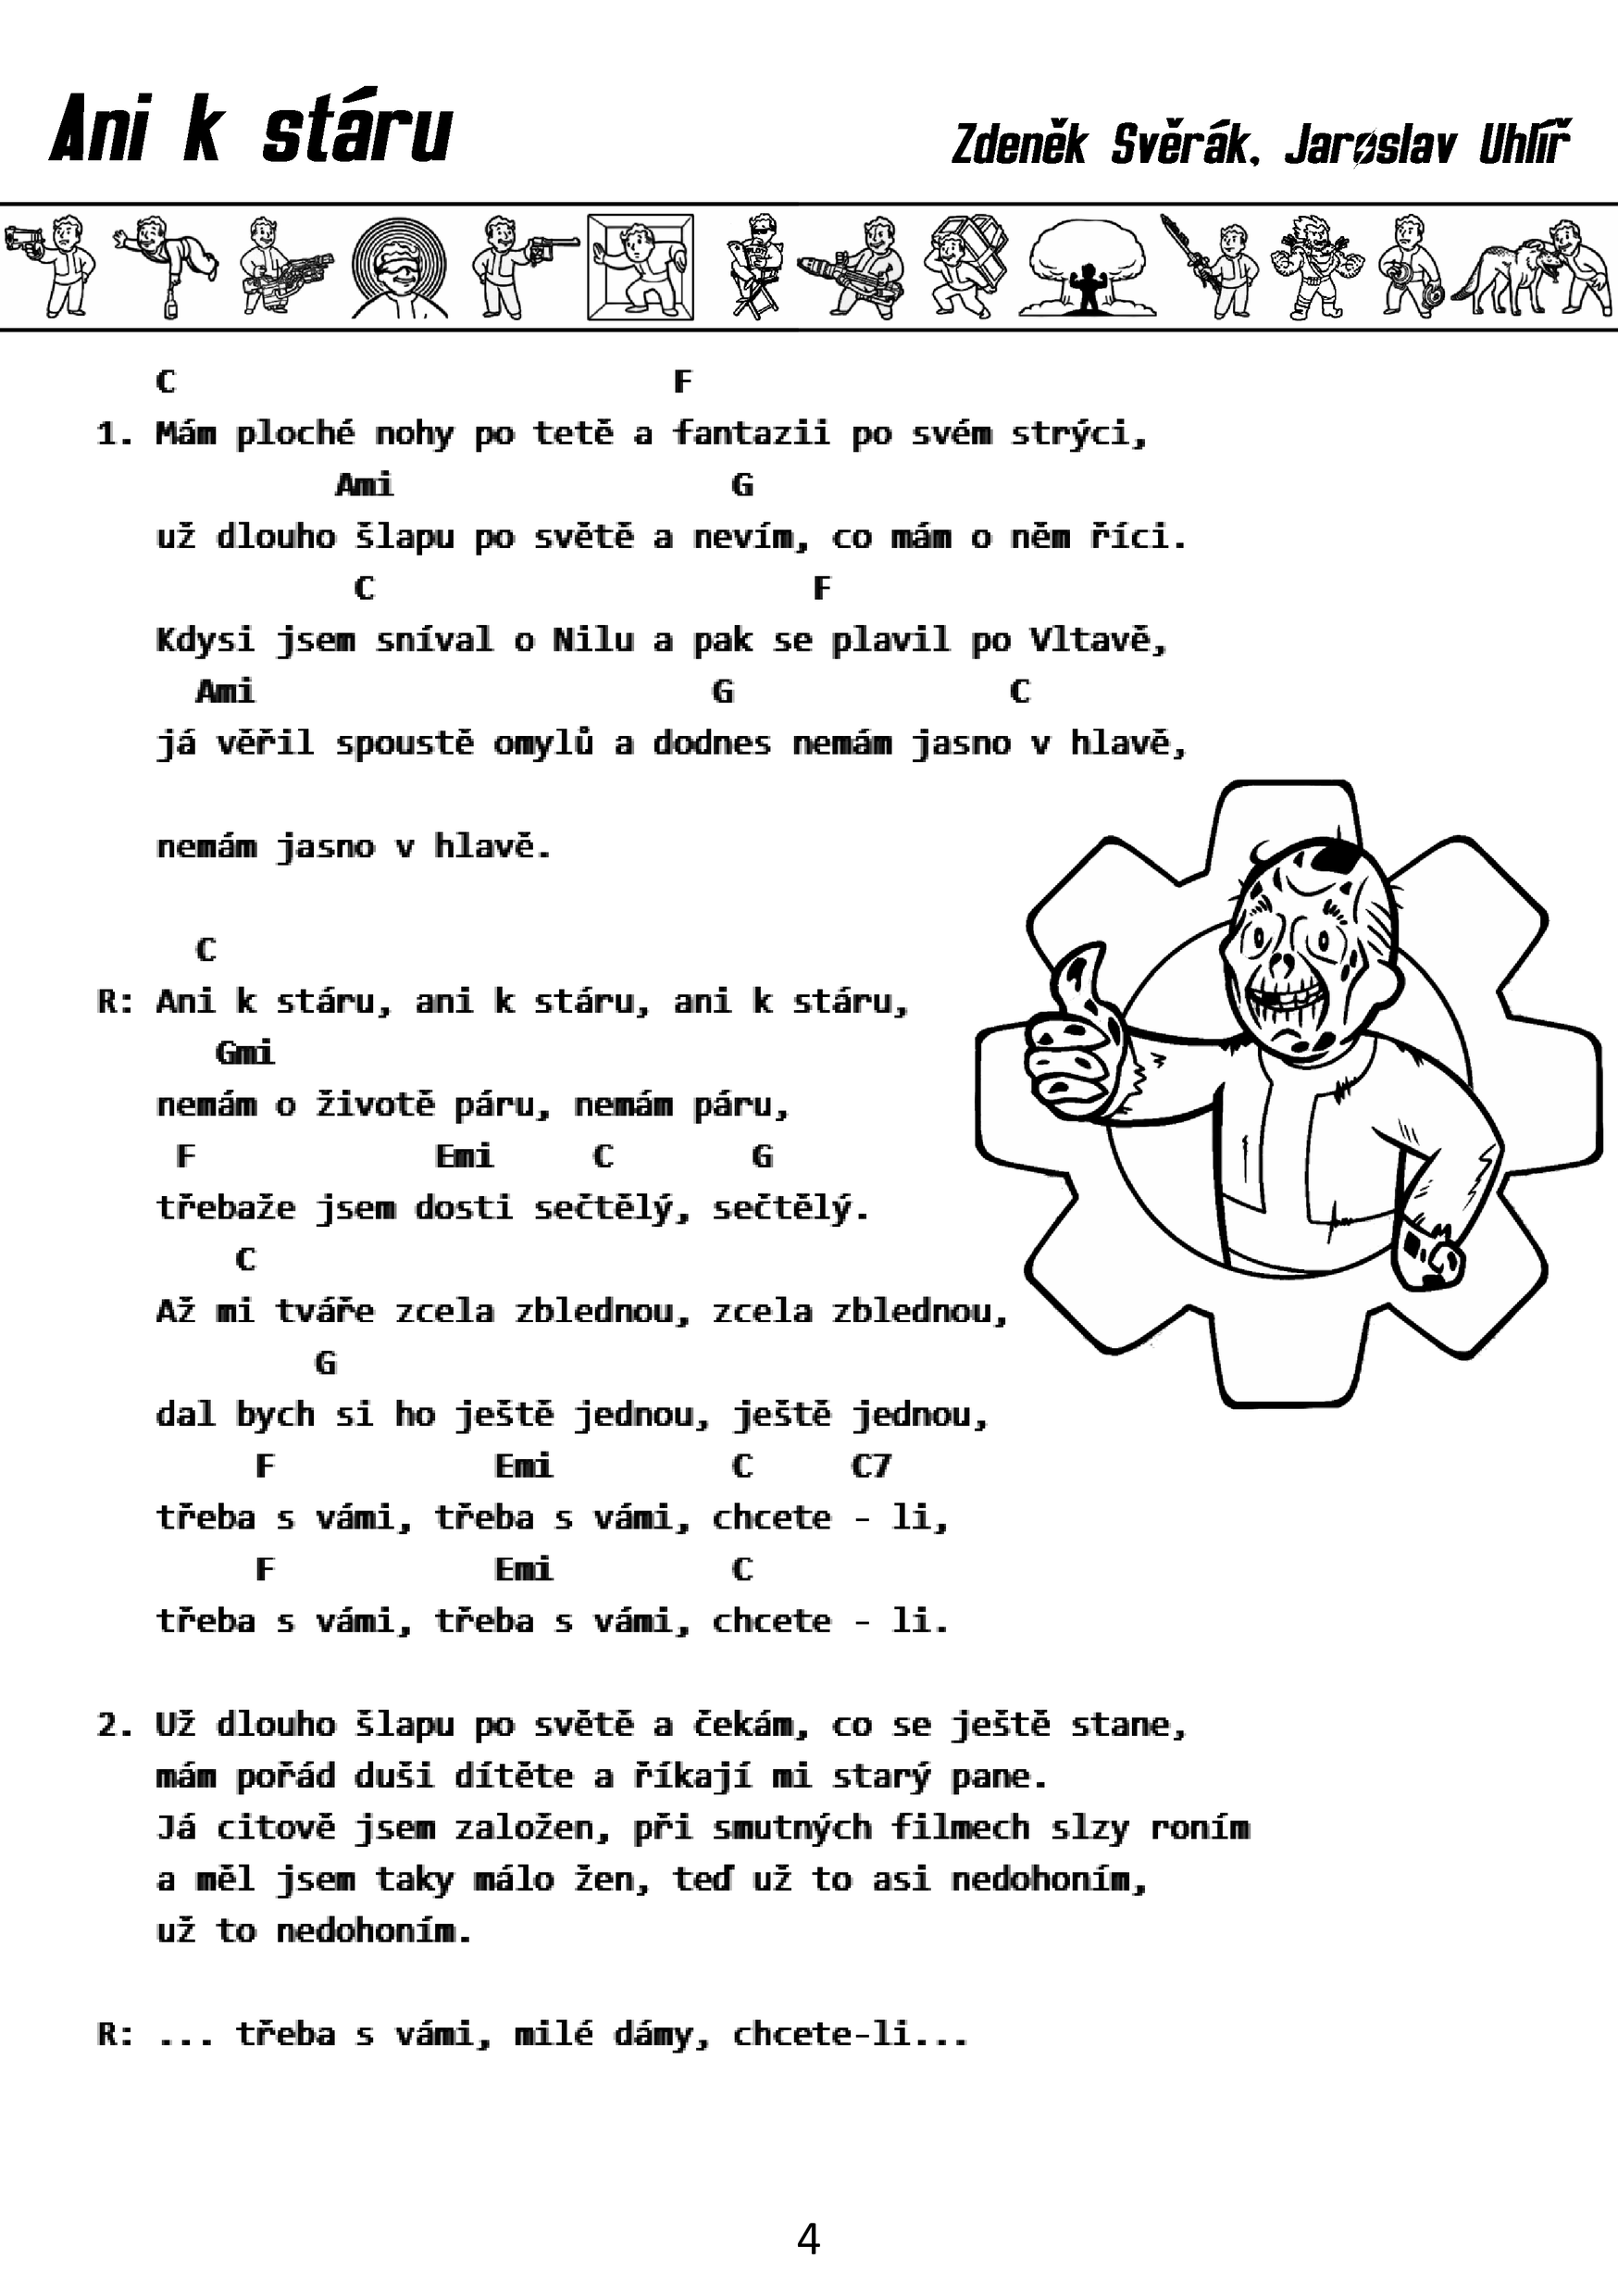 Ani k stáru
Zdeněk Svěrák, Jarøslav Uhlíř
C F
1. Mám ploché nohy po tetě a fantazii po svém strýci,
Ami G
už dlouho šlapu po světě a nevím, co mám o něm říci.
C F
Kdysi jsem sníval o Nilu a pak se plavil po Vltavě,
Ami G C
já věřil spoustě omylů a dodnes nemám jasno v hlavě,
nemám jasno v hlavě.
C
R: Ani k stáru, ani k stáru, ani k stáru,
Gmi
nemám o životě páru, nemám páru,
F Emi C G
třebaže jsem dosti sečtělý, sečtělý.
C
Až mi tváře zcela zblednou, zcela zblednou,
G
dal bych si ho ještě jednou, ještě jednou,
F Emi C C7
třeba s vámi, třeba s vámi, chcete - li,
F Emi C
třeba s vámi, třeba s vámi, chcete - li.
2. Už dlouho šlapu po světě a čekám, co se ještě stane,
mám pořád duši dítěte a říkají mi starý pane.
Já citově jsem založen, při smutných filmech slzy roním
a měl jsem taky málo žen, teď už to asi nedohoním,
už to nedohoním.
R: ... třeba s vámi, milé dámy, chcete-li...
4